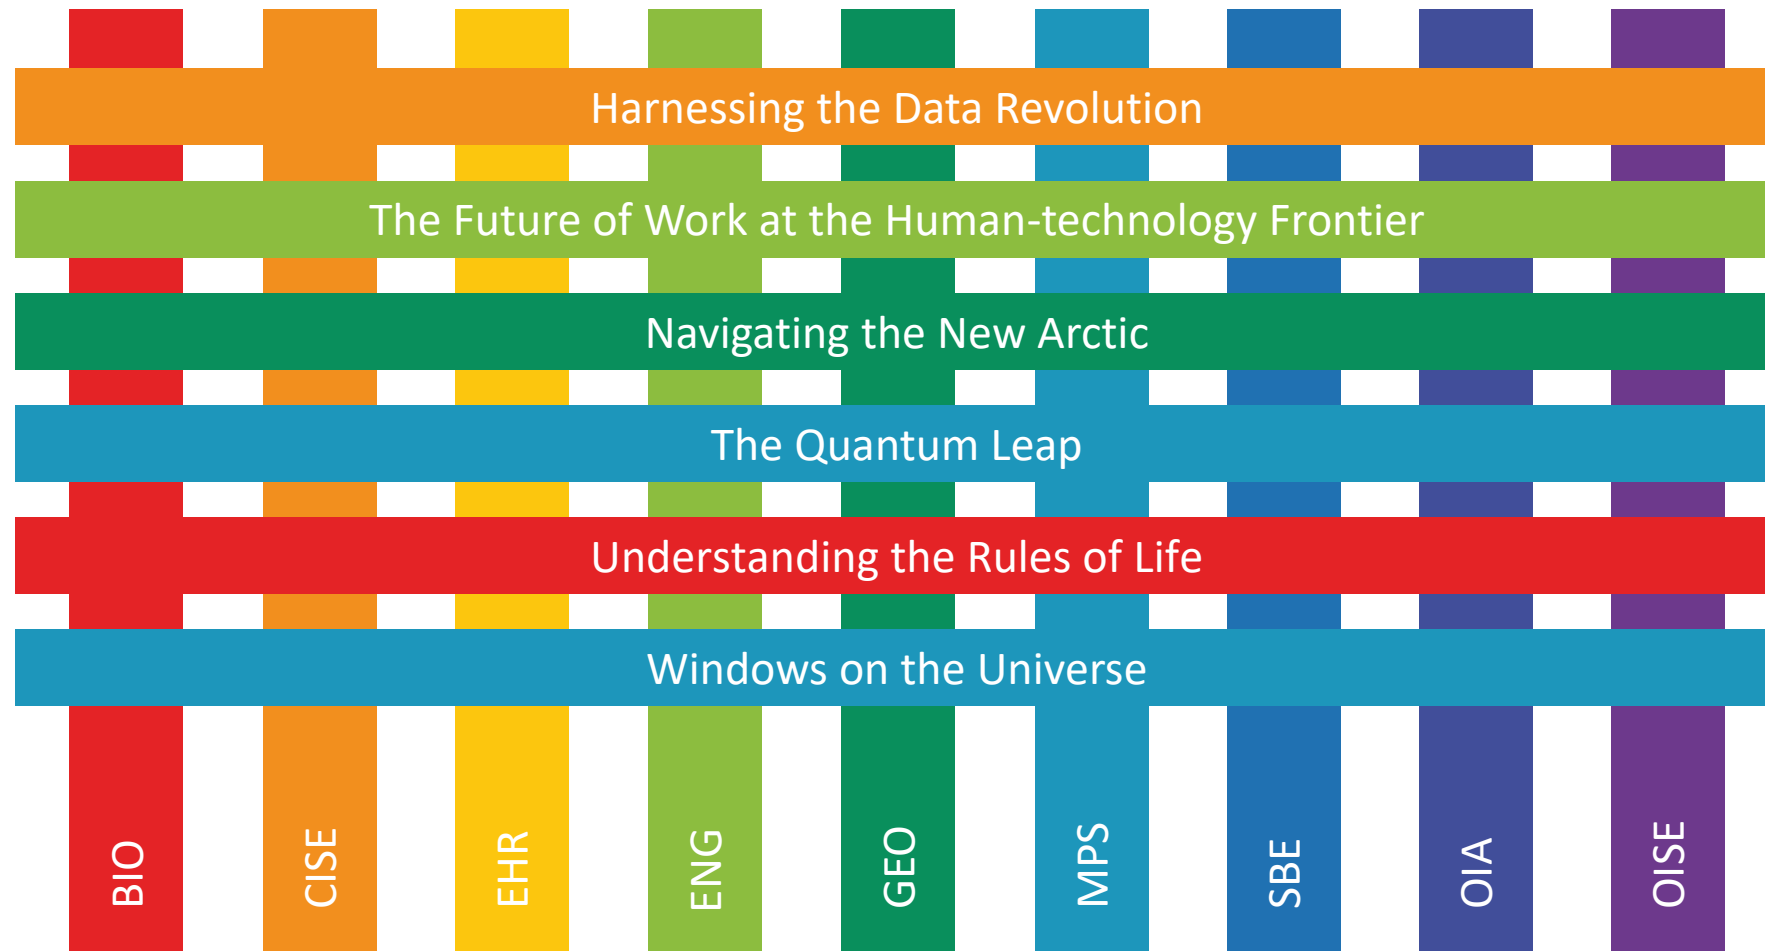 Harnessing the Data Revolution
The Future of Work at the Human-technology Frontier
Navigating the New Arctic
The Quantum Leap
Understanding the Rules of Life
Windows on the Universe
BIO
CISE
EHR
ENG
GEO
MPS
SBE
OIA
OISE